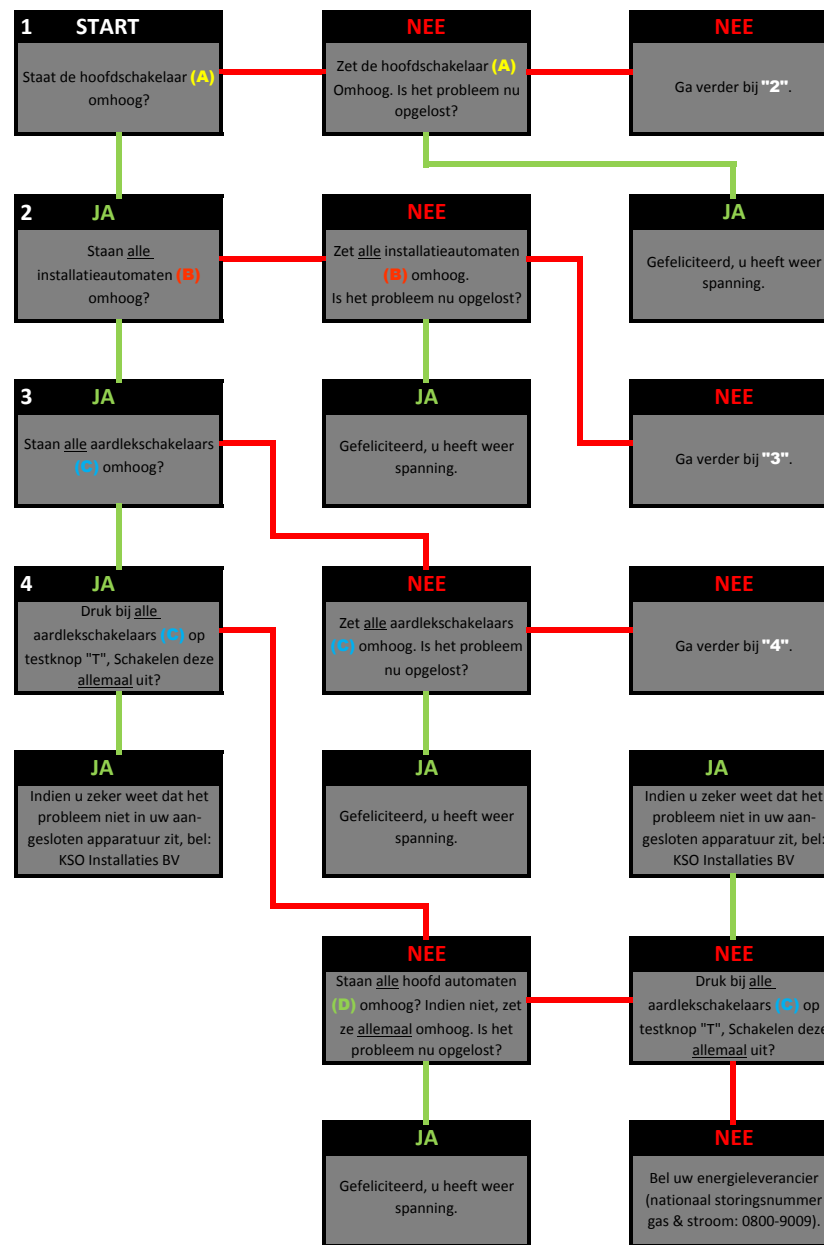 1 START
Staat de hoofdschakelaar (A)
omhoog?
NEE
Zet de hoofdschakelaar (A)
Omhoog. Is het probleem nu
opgelost?
NEE
Ga verder bij "2".
2 JA
Staan alle
installatieautomaten (B)
omhoog?
NEE
Zet alle installatieautomaten
(B) omhoog.
Is het probleem nu opgelost?
JA
Gefeliciteerd, u heeft weer
spanning.
3 JA
Staan alle aardlekschakelaars
(C) omhoog?
JA
Gefeliciteerd, u heeft weer
spanning.
NEE
Ga verder bij "3".
4 JA
Druk bij alle
aardlekschakelaars (C) op
testknop "T", Schakelen deze
allemaal uit?
NEE
Zet alle aardlekschakelaars
(C) omhoog. Is het probleem
nu opgelost?
NEE
Ga verder bij "4".
JA
Indien u zeker weet dat het
probleem niet in uw aan-
gesloten apparatuur zit, bel:
KSO Installaties BV
JA
Gefeliciteerd, u heeft weer
spanning.
JA
Indien u zeker weet dat het
probleem niet in uw aan-
gesloten apparatuur zit, bel:
KSO Installaties BV
NEE
Staan alle hoofd automaten
(D) omhoog? Indien niet, zet
ze allemaal omhoog. Is het
probleem nu opgelost?
NEE
Druk bij alle
aardlekschakelaars (C) op
testknop "T", Schakelen deze
allemaal uit?
JA
Gefeliciteerd, u heeft weer
spanning.
NEE
Bel uw energieleverancier
(nationaal storingsnummer
gas & stroom: 0800-9009).